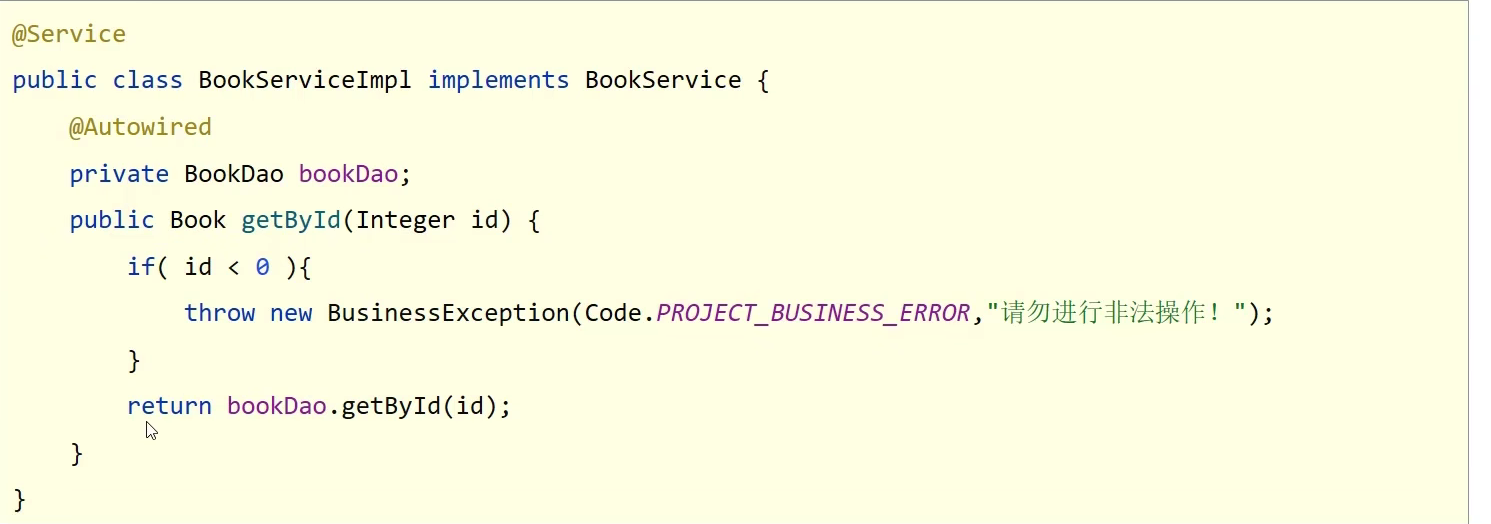 @Service
public class BookServiceImpl implements BookService {
    @Autowired
    private BookDao bookDao;
    public Book getById(Integer id) {
        if( id < 0 ){
            throw new BusinessException(Code.PROJECT_BUSINESS_ERROR,"请勿进行非法操作！");
        }
        return bookDao.getById(id);
    }
}